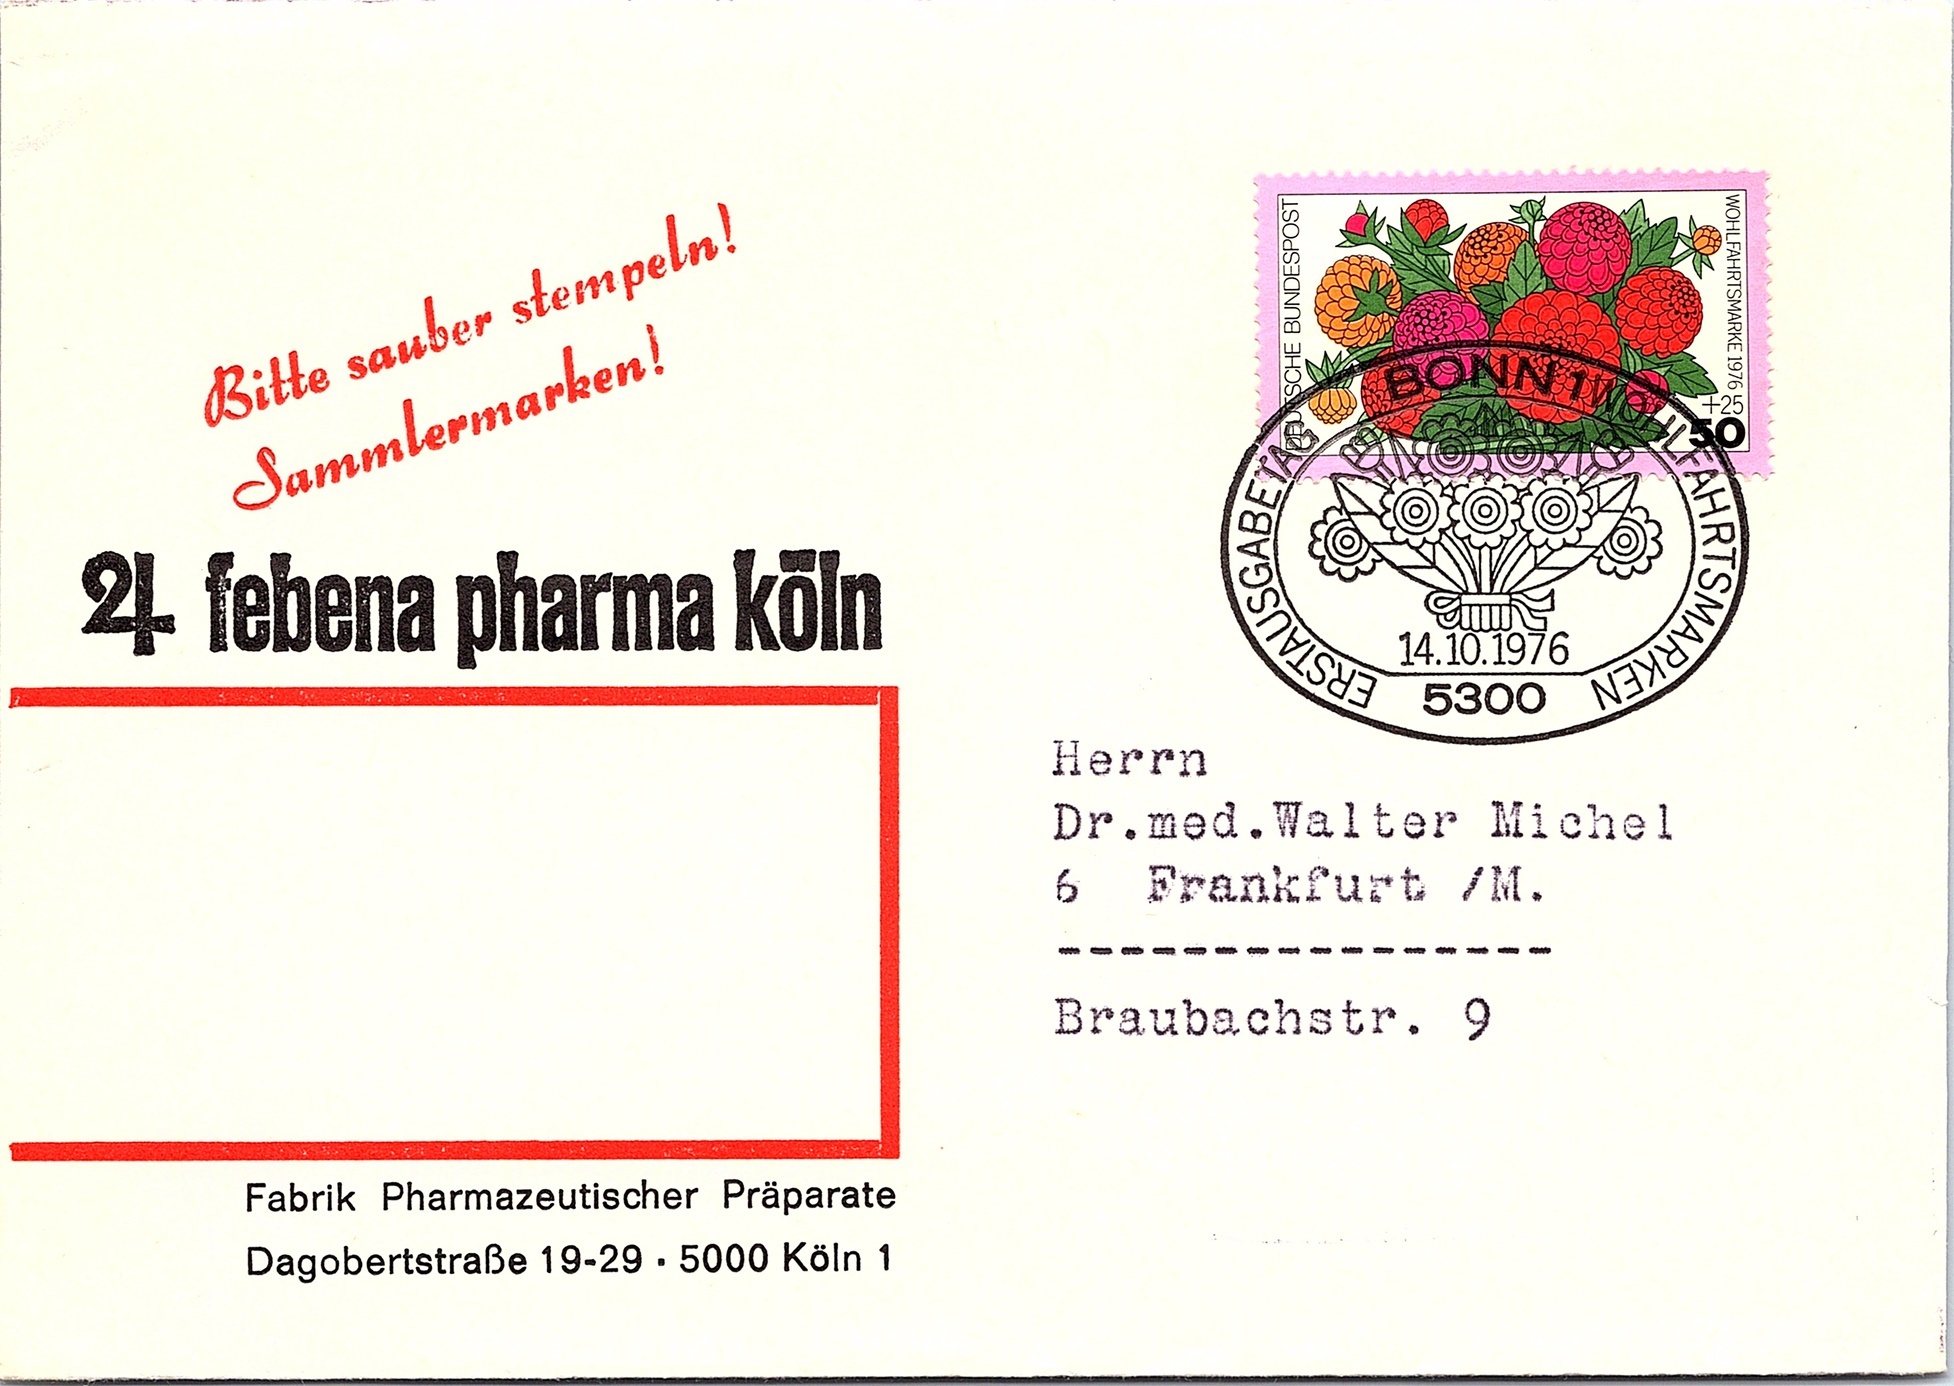 Bitte sauber stempeln!
Sammlermarken!
febena pharma köln
Fabrik Pharmazeutischer Präparate
Dagobertstraße 19-29 · 5000 Köln 1
DEUTSCHE BUNDESPOST
WOHLFAHRTSMARKE 1976
+25
50
BONN 1
ERSTAUSGABETAG
WOHLFAHRTSMARKEN
14.10.1976
5300
Herrn
Dr.med.Walter Michel
6 Frankfurt /M.
-----------------
Braubachstr. 9